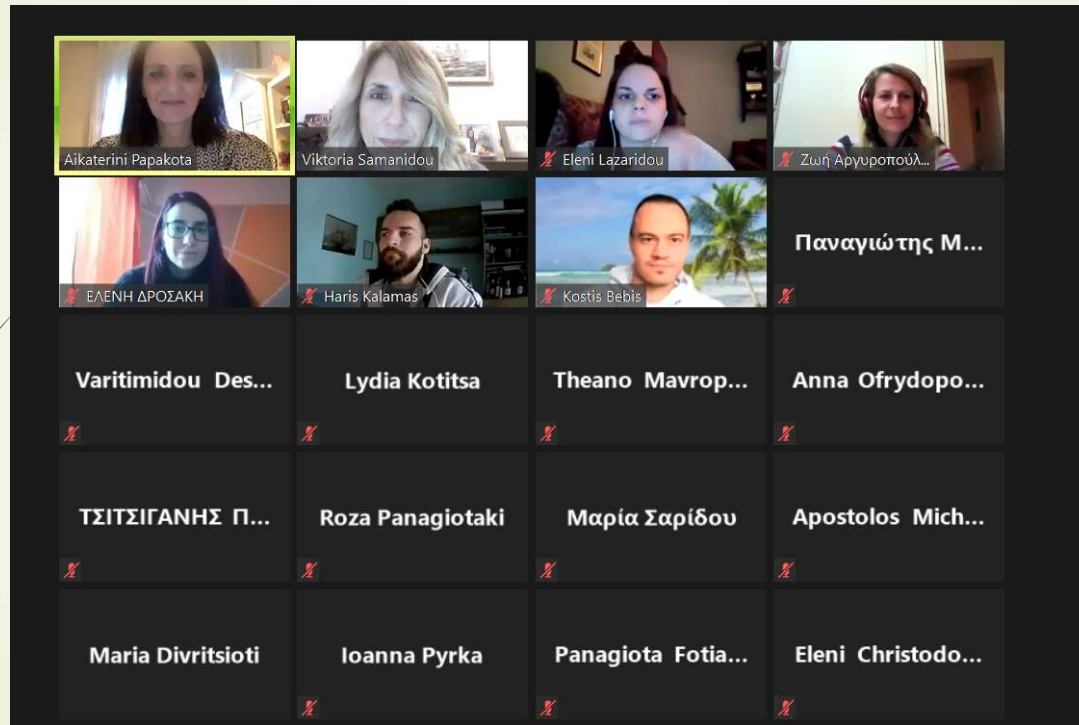 Aikaterini Papakota
Viktoria Samanidou
Eleni Lazaridou
Ζωή Αργυροπούλ...
ΕΛΕΝΗ ΔΡΟΣΑΚΗ
Haris Kalamas
Kostis Bebis
Παναγιώτης Μ...
Varitimidou Des...
Lydia Kotitsa
Theano Mavrop...
Anna Ofrydopo...
ΤΣΙΤΣΙΓΑΝΗΣ Π...
Roza Panagiotaki
Μαρία Σαρίδου
Apostolos Mich...
Maria Divritsioti
Ioanna Pyrka
Panagiota Fotia...
Eleni Christodo...